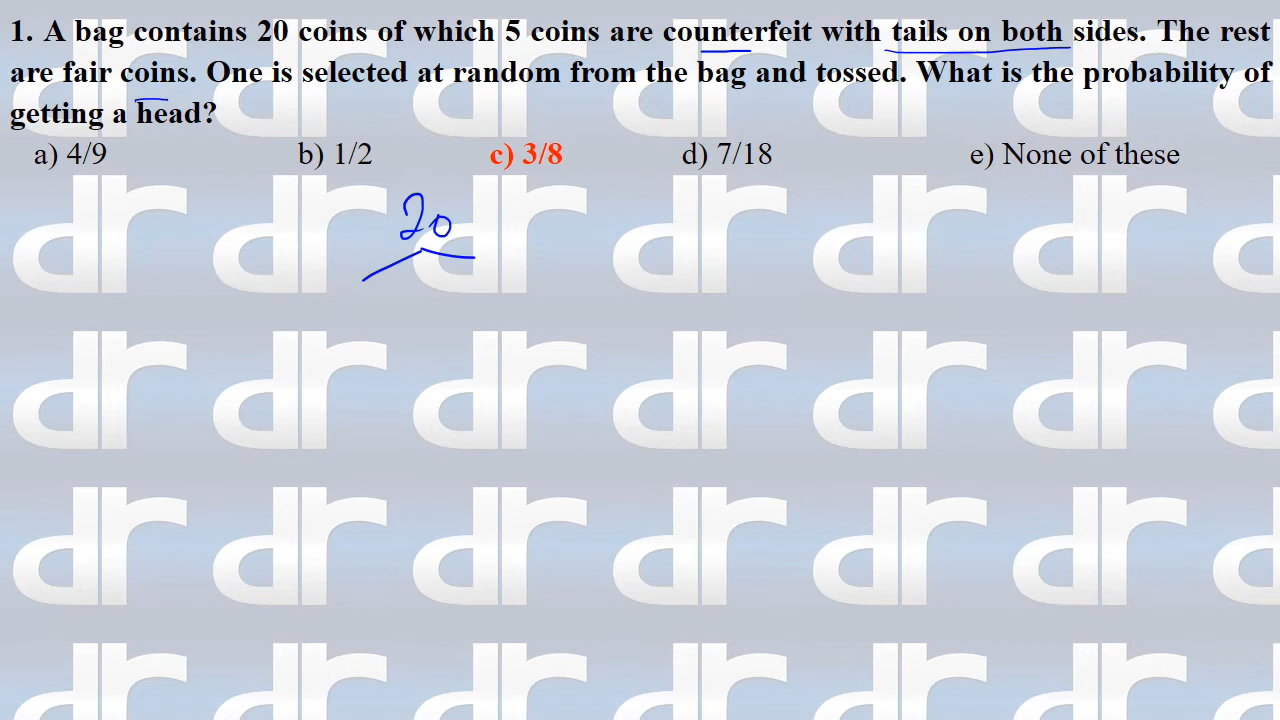 1. A bag contains 20 coins of which 5 coins are counterfeit with tails on both sides. The rest
are fair coins. One is selected at random from the bag and tossed. What is the probability of
getting a head?
a) 4/9 b) 1/2 c) 3/8 d) 7/18 e) None of these
20